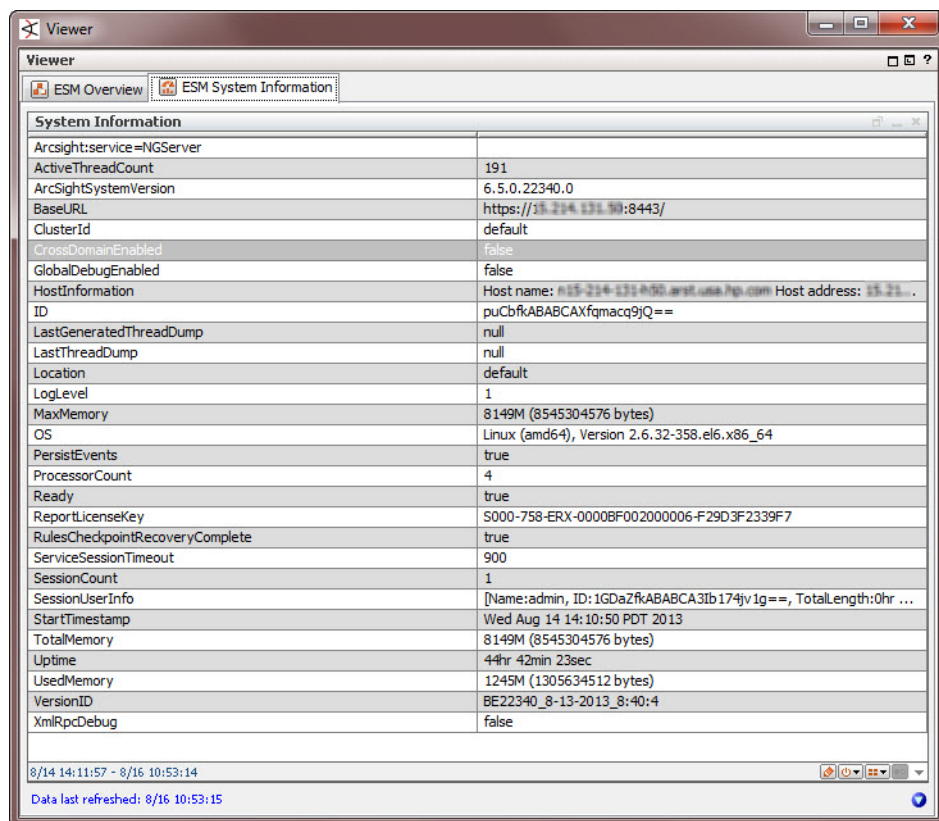 Viewer
Viewer
ESM Overview ESM System Information
System Information
Arcsight:service=NGServer
ActiveThreadCount 191
ArcSightSystemVersion 6.5.0.22340.0
BaseURL https:// :8443/
ClusterId default
CrossDomainEnabled false
GlobalDebugEnabled false
HostInformation Host name: Host address:
ID puCbfkABABCAXfqmacq9jQ==
LastGeneratedThreadDump null
LastThreadDump null
Location default
LogLevel 1
MaxMemory 8149M (8545304576 bytes)
OS Linux (amd64), Version 2.6.32-358.el6.x86_64
PersistEvents true
ProcessorCount 4
Ready true
ReportLicenseKey S000-758-ERX-0000BF002000006-F29D3F2339F7
RulesCheckpointRecoveryComplete true
ServiceSessionTimeout 900
SessionCount 1
SessionUserInfo [Name:admin, ID:1GDaZfkABABCA3Ib174jv1g==, TotalLength:0hr ...
StartTimestamp Wed Aug 14 14:10:50 PDT 2013
TotalMemory 8149M (8545304576 bytes)
Uptime 44hr 42min 23sec
UsedMemory 1245M (1305634512 bytes)
VersionID BE22340_8-13-2013_8:40:4
XmlRpcDebug false
8/14 14:11:57 - 8/16 10:53:14
Data last refreshed: 8/16 10:53:15